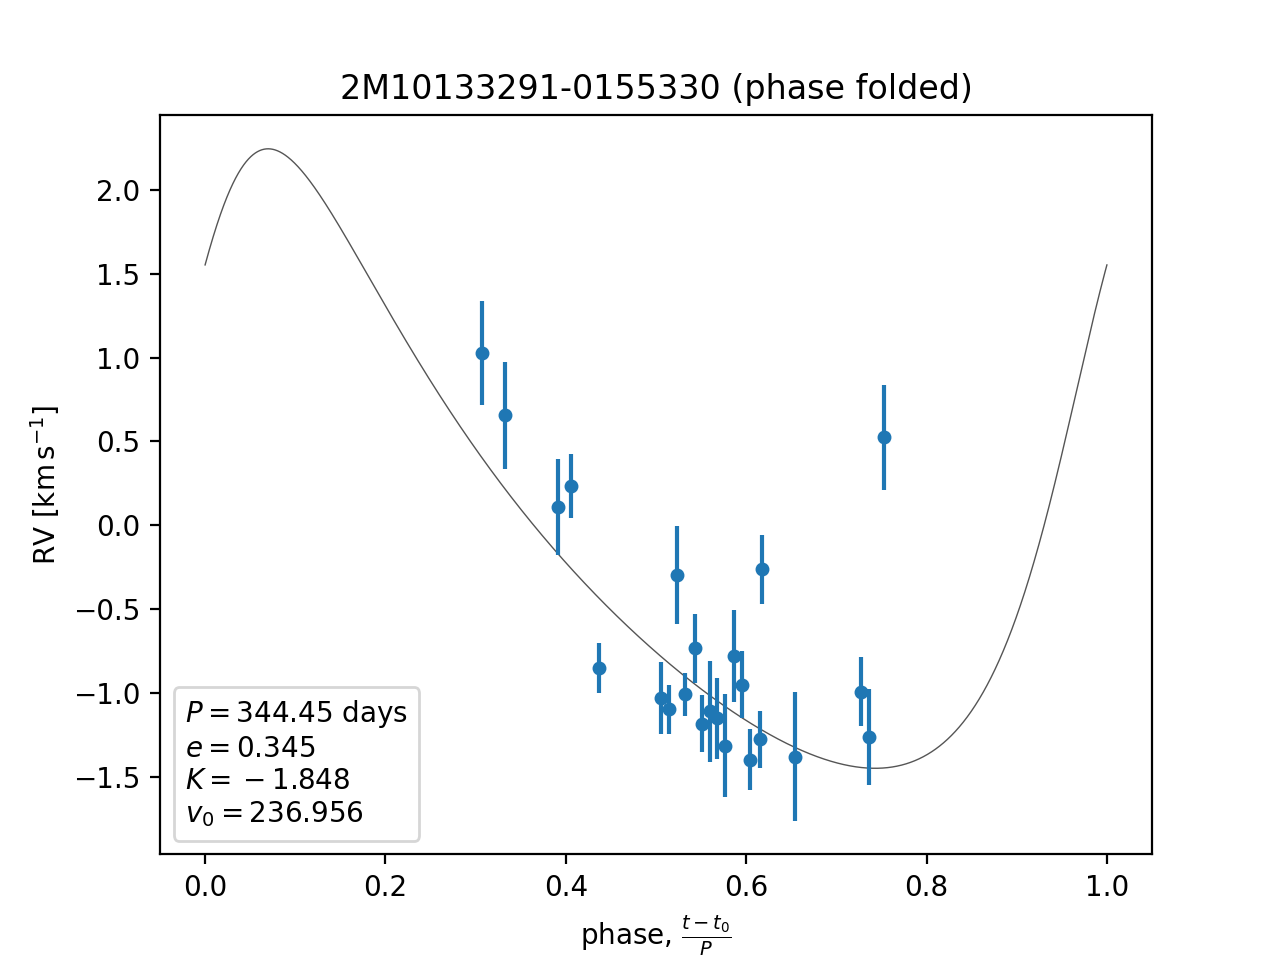 2M10133291-0155330 (phase folded)
RV [km s⁻¹]
2.0
1.5
1.0
0.5
0.0
−0.5
−1.0
−1.5
P = 344.45 days
e = 0.345
K = −1.848
v₀ = 236.956
0.0 0.2 0.4 0.6 0.8 1.0
phase, (t − t₀)/P